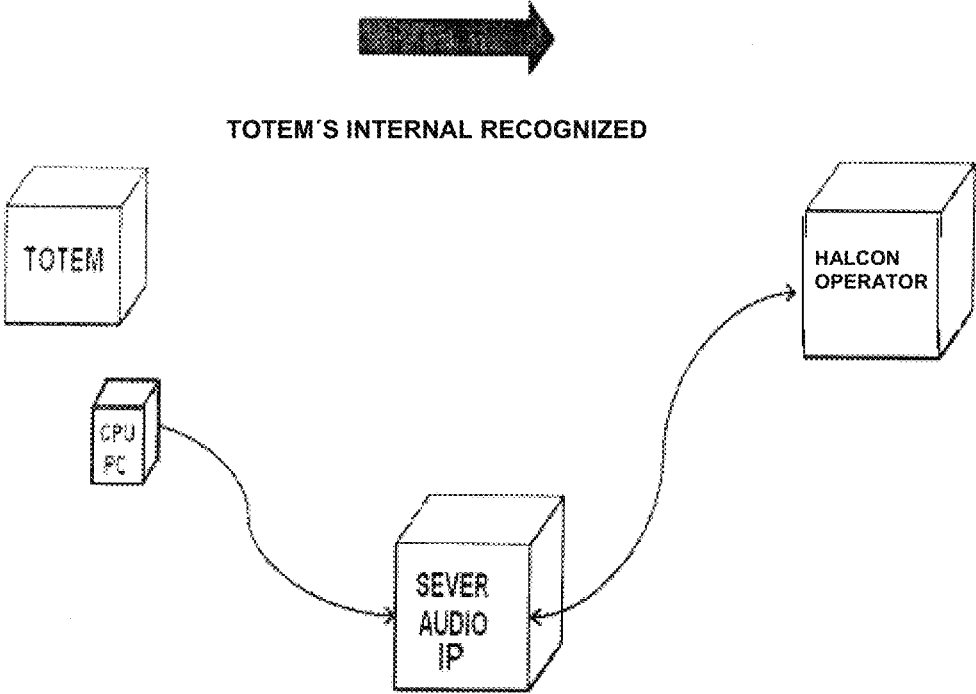 TOTEM´S INTERNAL RECOGNIZED
TOTEM
HALCON
OPERATOR
CPU
PC
SEVER
AUDIO
IP